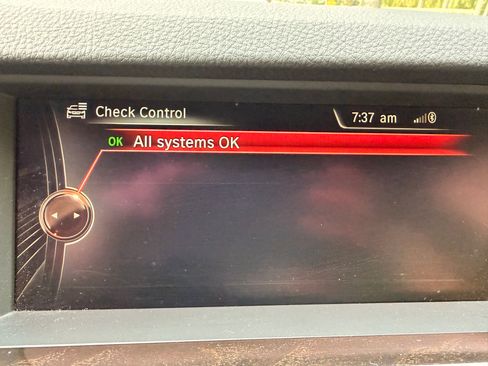 Check Control
7:37 am
OK All systems OK